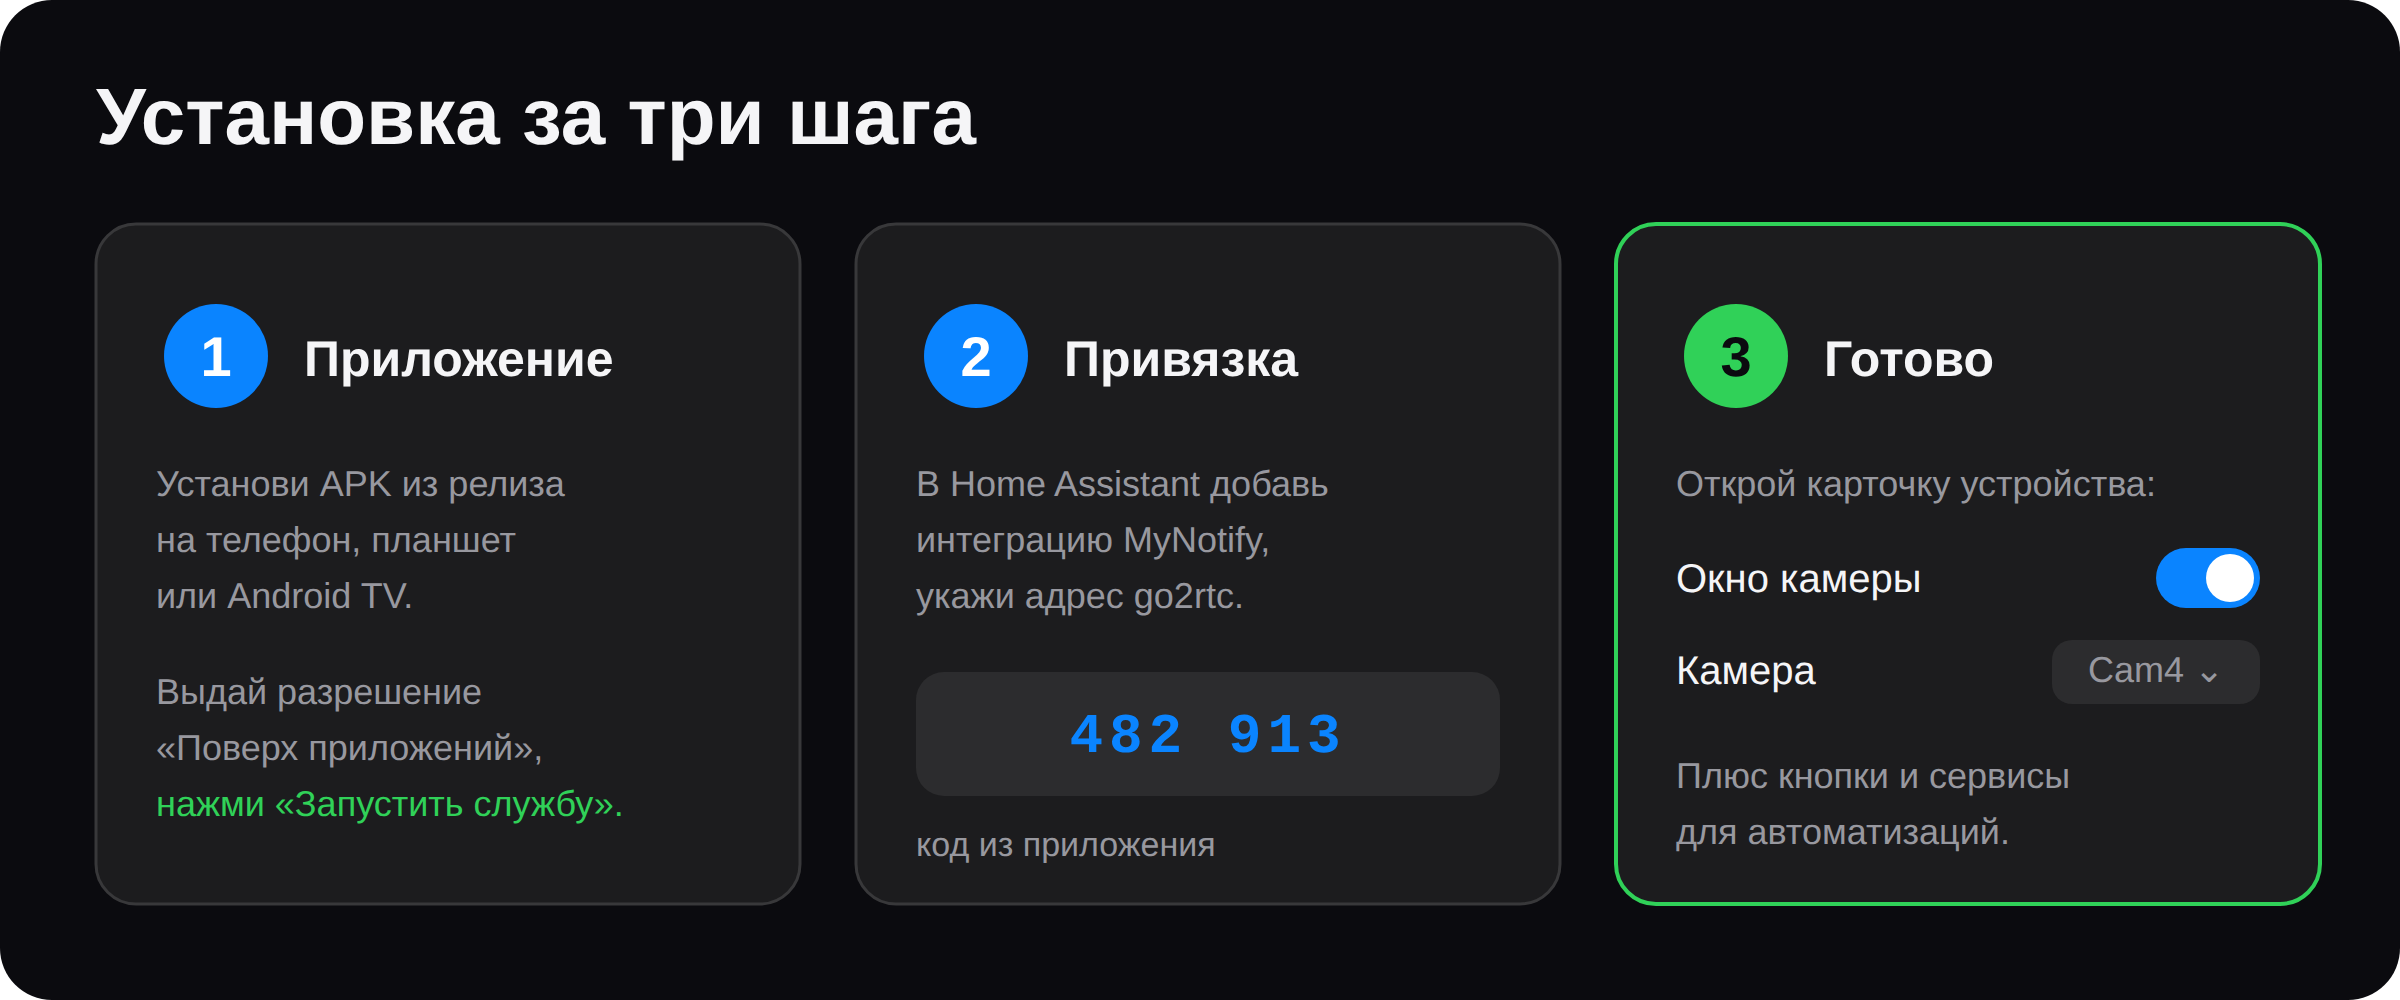 Установка за три шага
1
Приложение
Установи APK из релиза
на телефон, планшет
или Android TV.
Выдай разрешение
«Поверх приложений»,
нажми «Запустить службу».
2
Привязка
В Home Assistant добавь
интеграцию MyNotify,
укажи адрес go2rtc.
482 913
код из приложения
3
Готово
Открой карточку устройства:
Окно камеры
Камера
Cam4
Плюс кнопки и сервисы
для автоматизаций.